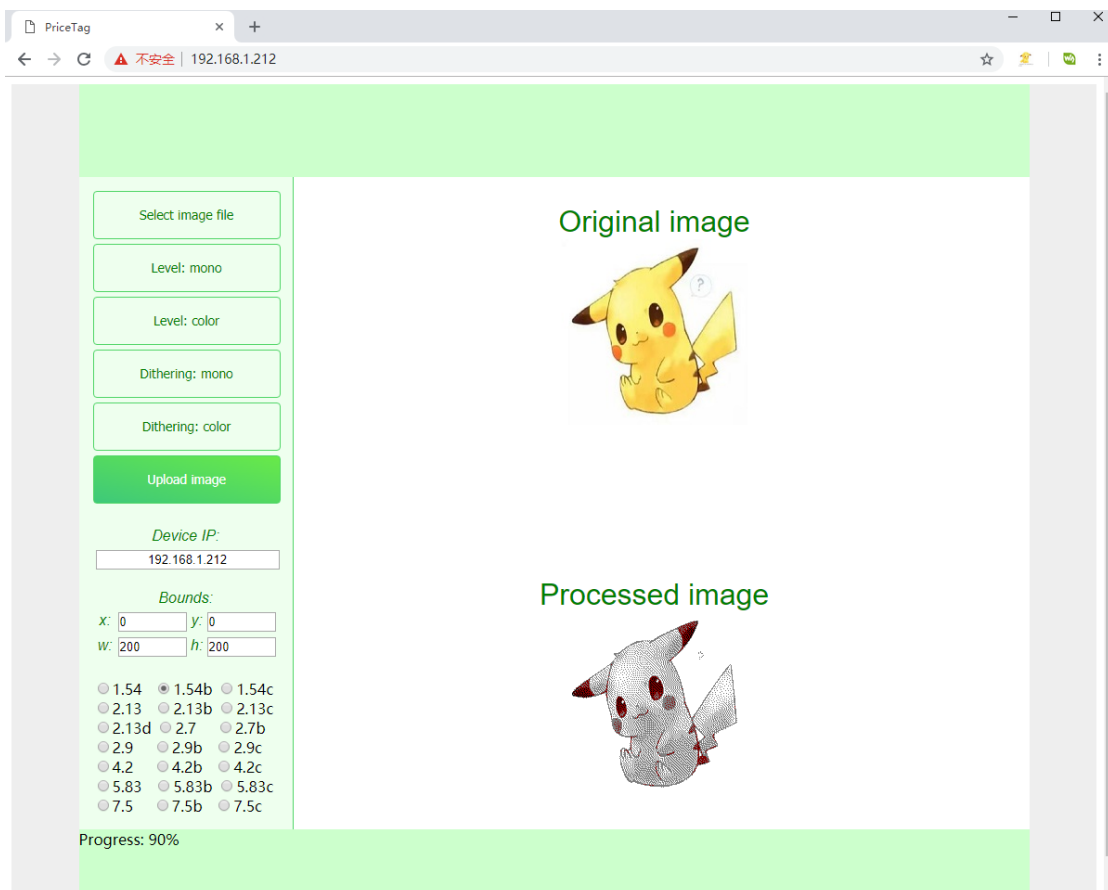 PriceTag
不安全 192.168.1.212
Select image file
Level: mono
Level: color
Dithering: mono
Dithering: color
Upload image
Device IP:
192.168.1.212
Bounds:
x: 0 y: 0
w: 200 h: 200
1.54 1.54b 1.54c
2.13 2.13b 2.13c
2.13d 2.7 2.7b
2.9 2.9b 2.9c
4.2 4.2b 4.2c
5.83 5.83b 5.83c
7.5 7.5b 7.5c
Original image
?
Processed image
Progress: 90%